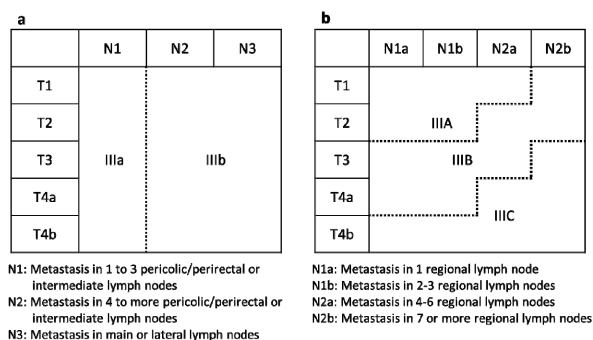 a
N1 N2 N3
T1
T2
T3
T4a
T4b
IIIa IIIb
N1: Metastasis in 1 to 3 pericolic/perirectal or
intermediate lymph nodes
N2: Metastasis in 4 to more pericolic/perirectal or
intermediate lymph nodes
N3: Metastasis in main or lateral lymph nodes
b
N1a N1b N2a N2b
T1
T2
T3
T4a
T4b
IIIA
IIIB
IIIC
N1a: Metastasis in 1 regional lymph node
N1b: Metastasis in 2-3 regional lymph nodes
N2a: Metastasis in 4-6 regional lymph nodes
N2b: Metastasis in 7 or more regional lymph nodes